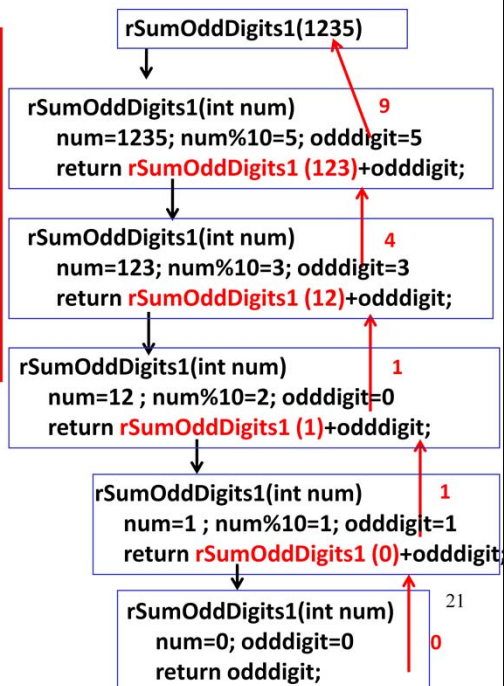 rSumOddDigits1(1235)
9
rSumOddDigits1(int num)
num=1235; num%10=5; odddigit=5
return rSumOddDigits1 (123)+odddigit;
4
rSumOddDigits1(int num)
num=123; num%10=3; odddigit=3
return rSumOddDigits1 (12)+odddigit;
1
rSumOddDigits1(int num)
num=12 ; num%10=2; odddigit=0
return rSumOddDigits1 (1)+odddigit;
1
rSumOddDigits1(int num)
num=1 ; num%10=1; odddigit=1
return rSumOddDigits1 (0)+odddigit;
21
rSumOddDigits1(int num)
num=0; odddigit=0
0
return odddigit;